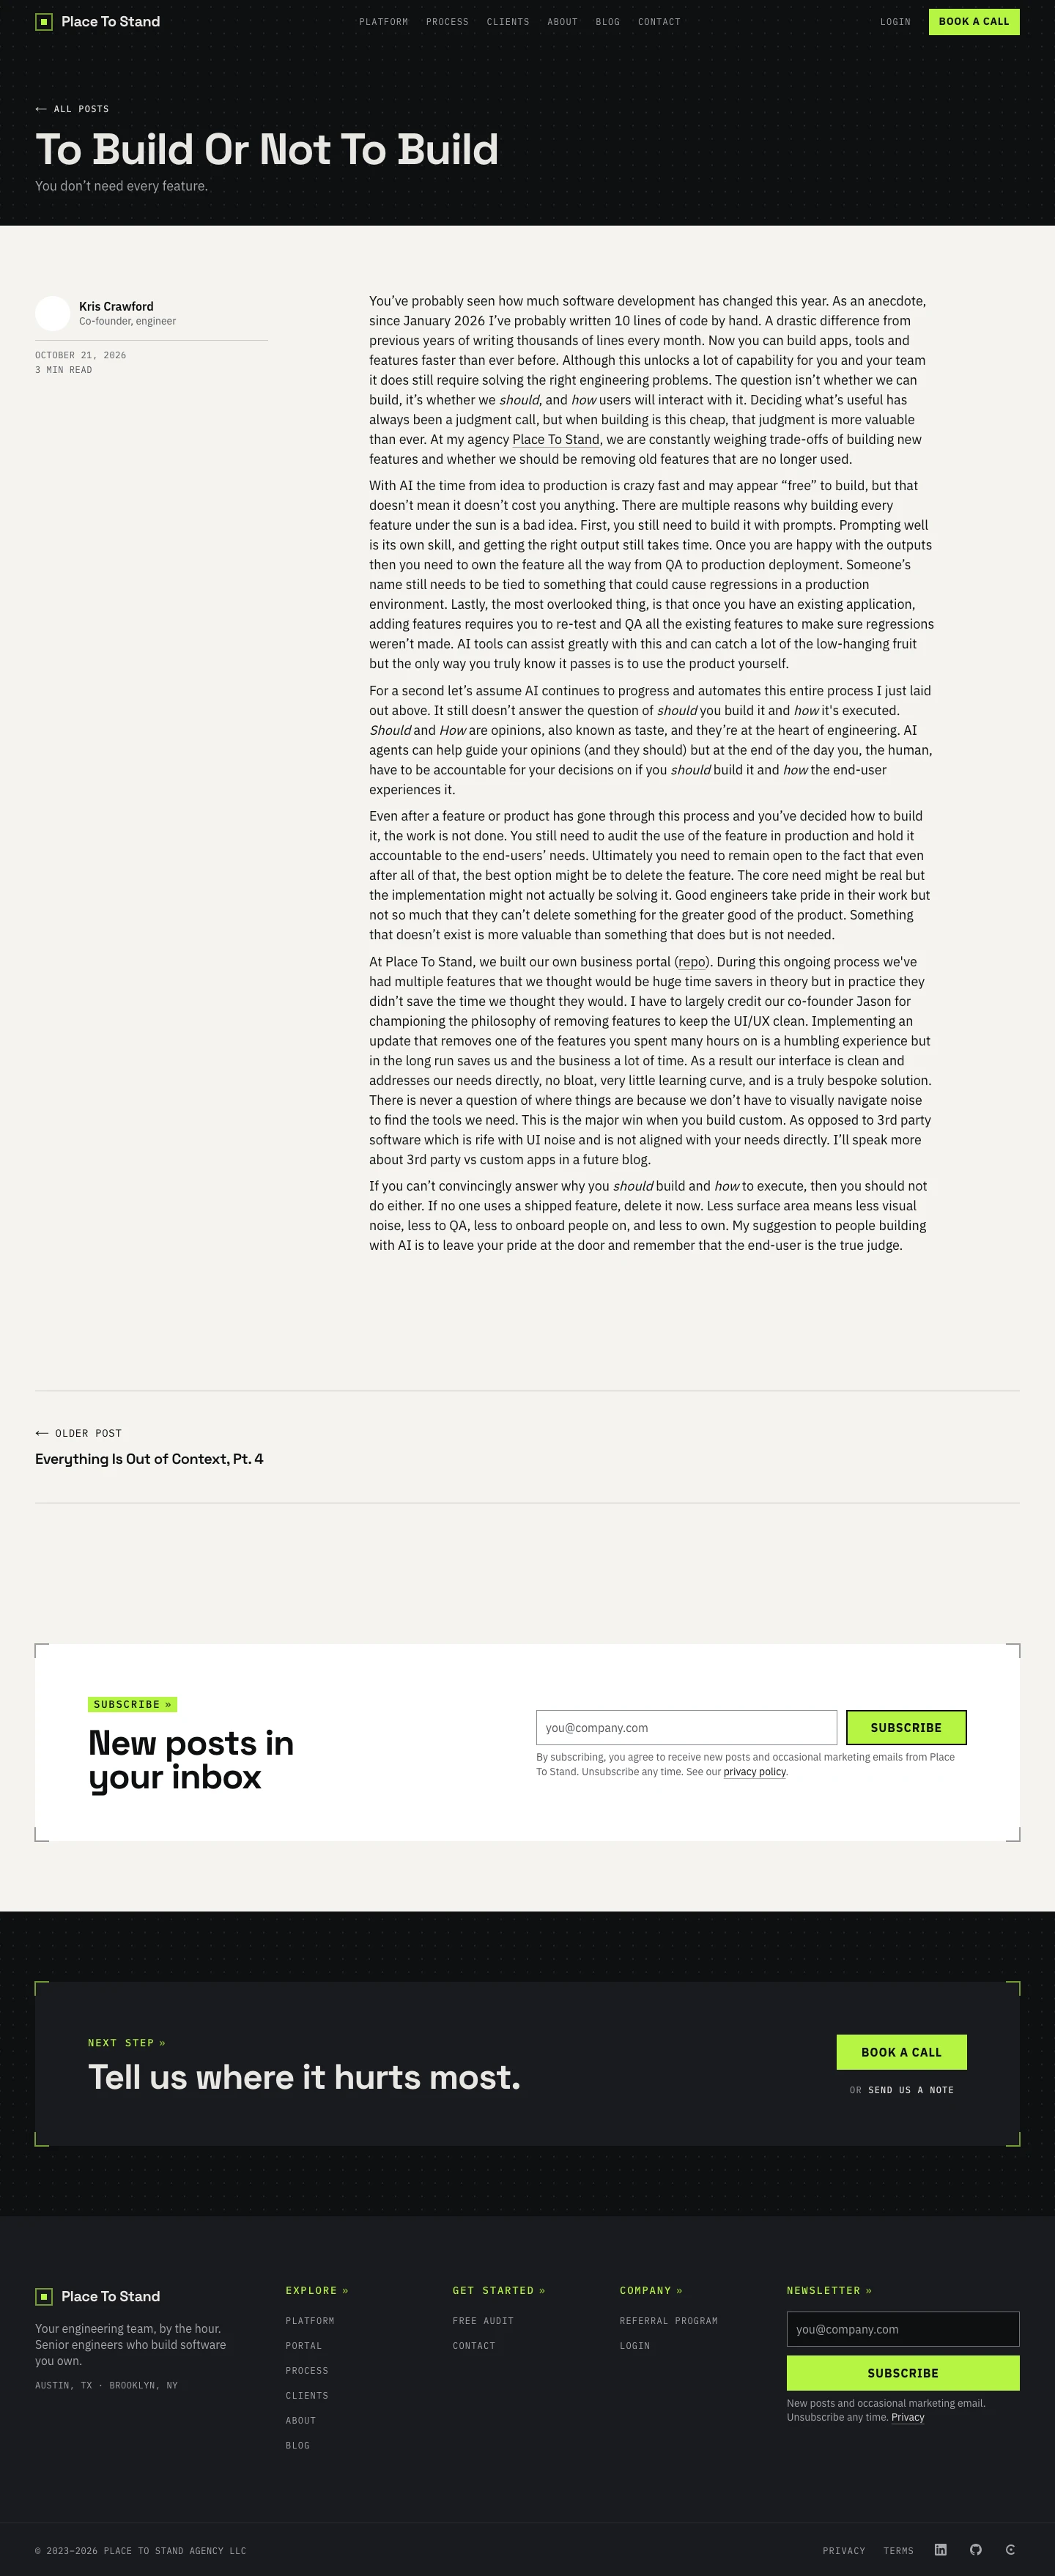 Place To Stand
PLATFORM PROCESS CLIENTS ABOUT BLOG CONTACT
LOGIN BOOK A CALL
← ALL POSTS
To Build Or Not To Build
You don’t need every feature.
Kris Crawford
Co-founder, engineer
OCTOBER 21, 2026
3 MIN READ
You’ve probably seen how much software development has changed this year. As an anecdote,
since January 2026 I’ve probably written 10 lines of code by hand. A drastic difference from
previous years of writing thousands of lines every month. Now you can build apps, tools and
features faster than ever before. Although this unlocks a lot of capability for you and your team
it does still require solving the right engineering problems. The question isn’t whether we can
build, it’s whether we should, and how users will interact with it. Deciding what’s useful has
always been a judgment call, but when building is this cheap, that judgment is more valuable
than ever. At my agency Place To Stand, we are constantly weighing trade-offs of building new
features and whether we should be removing old features that are no longer used.
With AI the time from idea to production is crazy fast and may appear “free” to build, but that
doesn’t mean it doesn’t cost you anything. There are multiple reasons why building every
feature under the sun is a bad idea. First, you still need to build it with prompts. Prompting well
is its own skill, and getting the right output still takes time. Once you are happy with the outputs
then you need to own the feature all the way from QA to production deployment. Someone’s
name still needs to be tied to something that could cause regressions in a production
environment. Lastly, the most overlooked thing, is that once you have an existing application,
adding features requires you to re-test and QA all the existing features to make sure regressions
weren’t made. AI tools can assist greatly with this and can catch a lot of the low-hanging fruit
but the only way you truly know it passes is to use the product yourself.
For a second let’s assume AI continues to progress and automates this entire process I just laid
out above. It still doesn’t answer the question of should you build it and how it's executed.
Should and How are opinions, also known as taste, and they’re at the heart of engineering. AI
agents can help guide your opinions (and they should) but at the end of the day you, the human,
have to be accountable for your decisions on if you should build it and how the end-user
experiences it.
Even after a feature or product has gone through this process and you’ve decided how to build
it, the work is not done. You still need to audit the use of the feature in production and hold it
accountable to the end-users’ needs. Ultimately you need to remain open to the fact that even
after all of that, the best option might be to delete the feature. The core need might be real but
the implementation might not actually be solving it. Good engineers take pride in their work but
not so much that they can’t delete something for the greater good of the product. Something
that doesn’t exist is more valuable than something that does but is not needed.
At Place To Stand, we built our own business portal (repo). During this ongoing process we've
had multiple features that we thought would be huge time savers in theory but in practice they
didn’t save the time we thought they would. I have to largely credit our co-founder Jason for
championing the philosophy of removing features to keep the UI/UX clean. Implementing an
update that removes one of the features you spent many hours on is a humbling experience but
in the long run saves us and the business a lot of time. As a result our interface is clean and
addresses our needs directly, no bloat, very little learning curve, and is a truly bespoke solution.
There is never a question of where things are because we don’t have to visually navigate noise
to find the tools we need. This is the major win when you build custom. As opposed to 3rd party
software which is rife with UI noise and is not aligned with your needs directly. I’ll speak more
about 3rd party vs custom apps in a future blog.
If you can’t convincingly answer why you should build and how to execute, then you should not
do either. If no one uses a shipped feature, delete it now. Less surface area means less visual
noise, less to QA, less to onboard people on, and less to own. My suggestion to people building
with AI is to leave your pride at the door and remember that the end-user is the true judge.
← OLDER POST
Everything Is Out of Context, Pt. 4
SUBSCRIBE »
New posts in
your inbox
you@company.com SUBSCRIBE
By subscribing, you agree to receive new posts and occasional marketing emails from Place
To Stand. Unsubscribe any time. See our privacy policy.
NEXT STEP »
Tell us where it hurts most.
BOOK A CALL
OR SEND US A NOTE
Place To Stand
Your engineering team, by the hour.
Senior engineers who build software
you own.
AUSTIN, TX · BROOKLYN, NY
EXPLORE »
PLATFORM
PORTAL
PROCESS
CLIENTS
ABOUT
BLOG
GET STARTED »
FREE AUDIT
CONTACT
COMPANY »
REFERRAL PROGRAM
LOGIN
NEWSLETTER »
you@company.com
SUBSCRIBE
New posts and occasional marketing email.
Unsubscribe any time. Privacy
© 2023–2026 PLACE TO STAND AGENCY LLC
PRIVACY TERMS